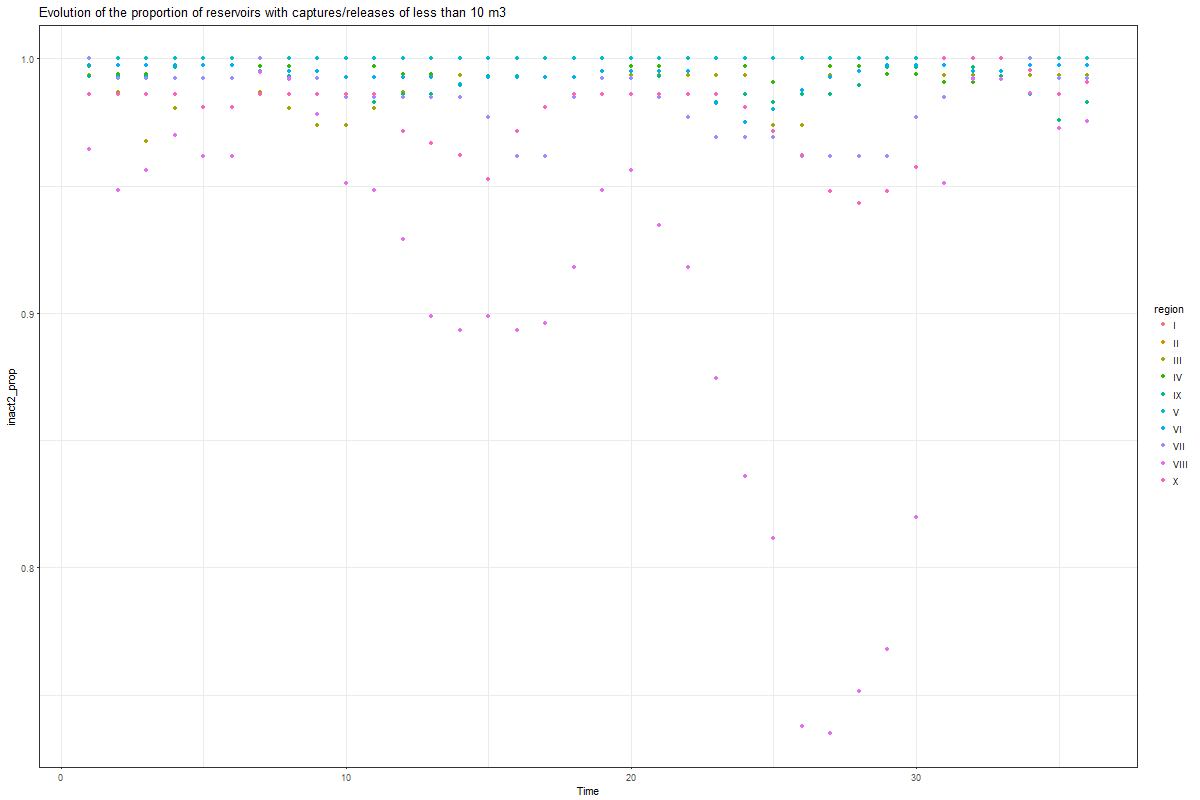 Evolution of the proportion of reservoirs with captures/releases of less than 10 m3
1.0
0.9
0.8
inact2_prop
0
10
20
30
Time
region
I
II
III
IV
IX
V
VI
VII
VIII
X